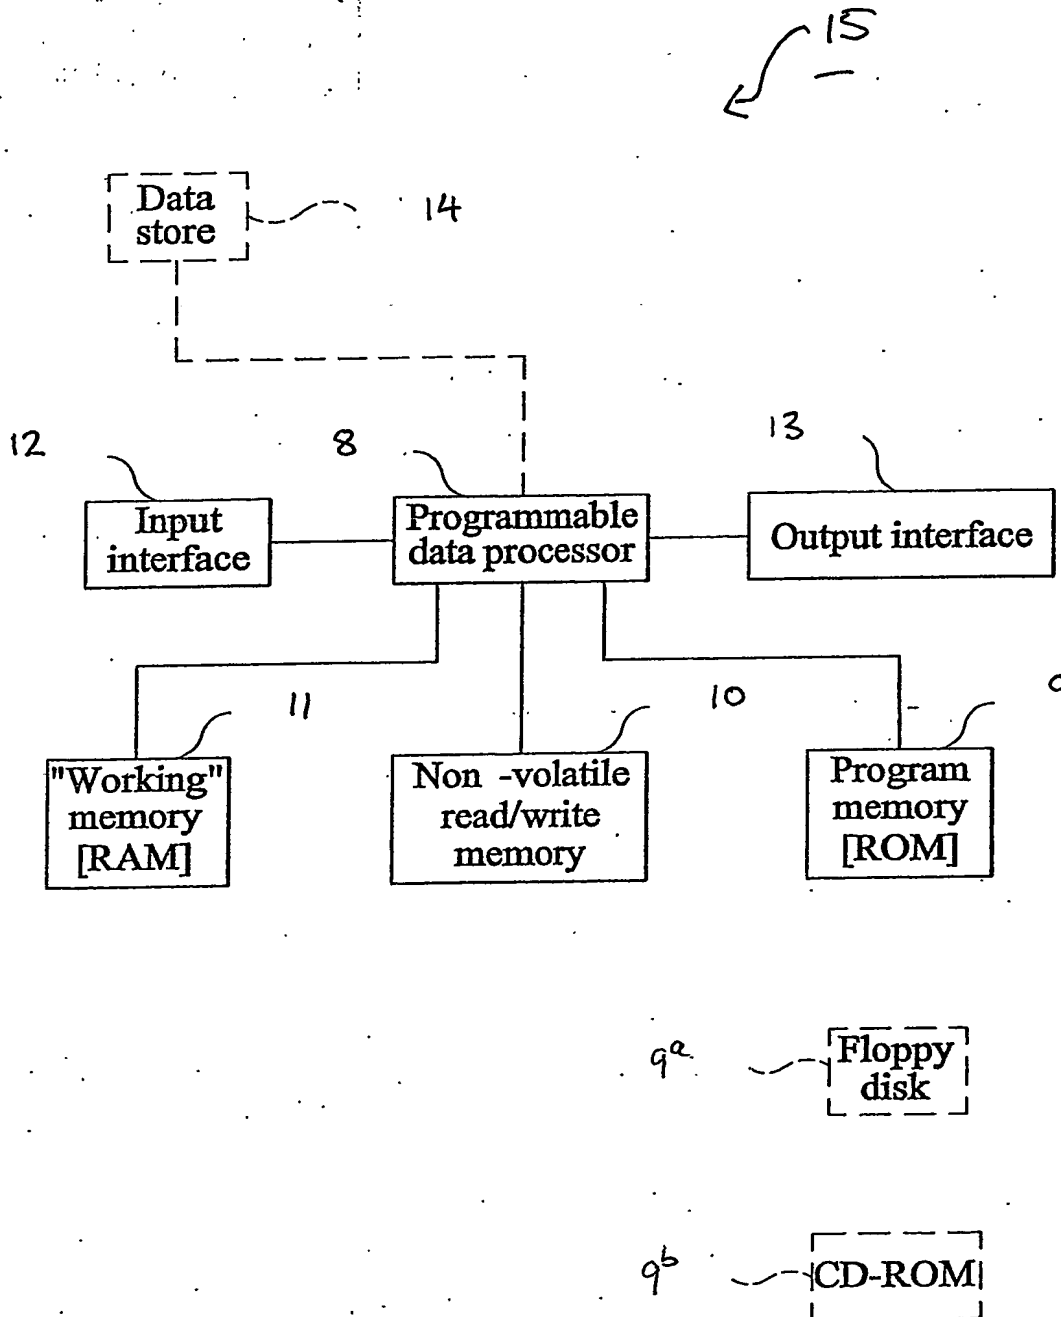 15
Data
store
14
12
8
13
Input
interface
Programmable
data processor
Output interface
11
10
"Working"
memory
[RAM]
Non -volatile
read/write
memory
Program
memory
[ROM]
9a
Floppy
disk
9b
CD-ROM